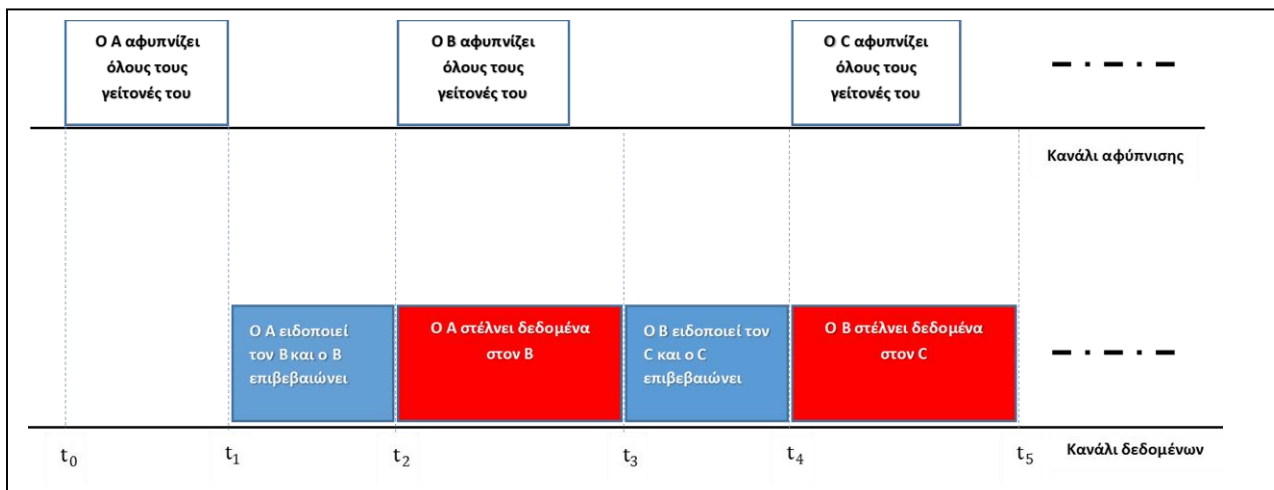 Ο Α αφυπνίζει
όλους τους
γείτονές του
Ο Β αφυπνίζει
όλους τους
γείτονές του
Ο C αφυπνίζει
όλους τους
γείτονές του
Κανάλι αφύπνισης
Ο Α ειδοποιεί
τον Β και ο Β
επιβεβαιώνει
Ο Α στέλνει δεδομένα
στον Β
Ο Β ειδοποιεί τον
C και ο C
επιβεβαιώνει
Ο Β στέλνει δεδομένα
στον C
t₀ t₁ t₂ t₃ t₄ t₅ Κανάλι δεδομένων